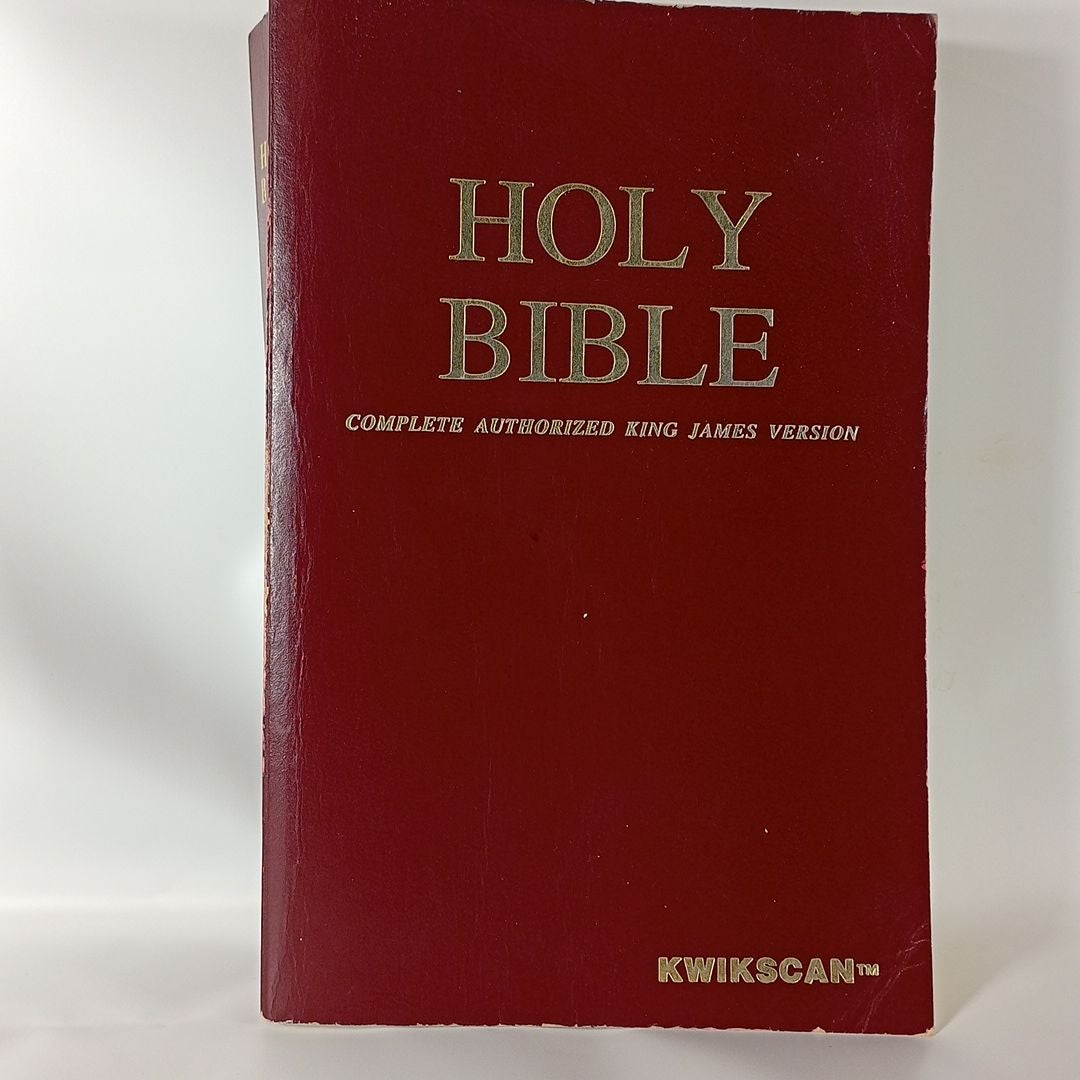 HOLY
BIBLE
COMPLETE AUTHORIZED KING JAMES VERSION
KWIKSCAN™
H
B